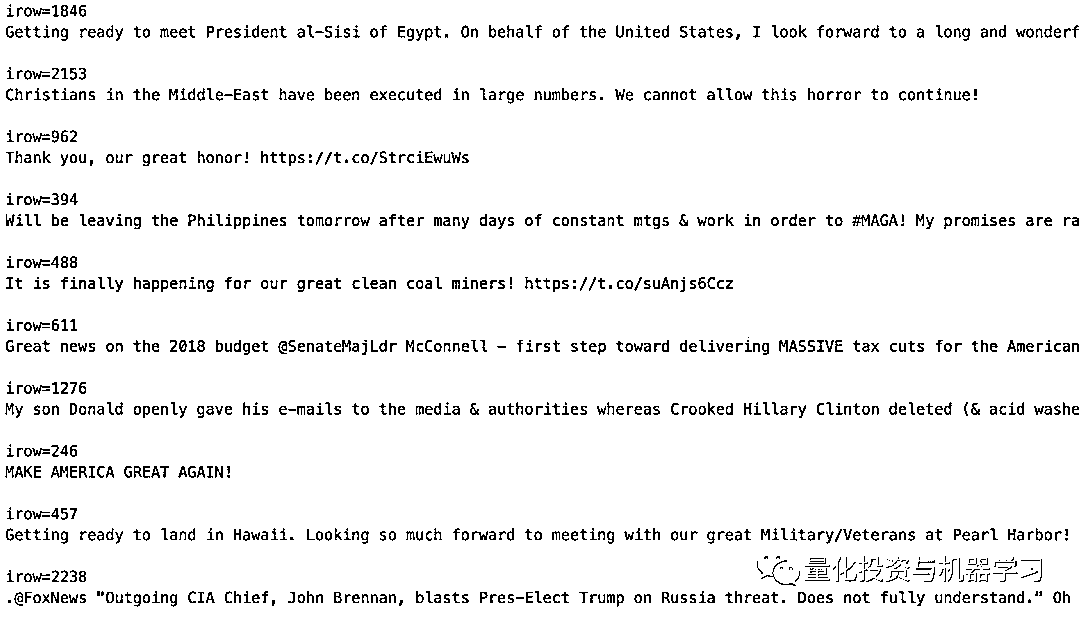 irow=1846
Getting ready to meet President al-Sisi of Egypt. On behalf of the United States, I look forward to a long and wonderf
irow=2153
Christians in the Middle-East have been executed in large numbers. We cannot allow this horror to continue!
irow=962
Thank you, our great honor! https://t.co/StrciEwuWs
irow=394
Will be leaving the Philippines tomorrow after many days of constant mtgs & work in order to #MAGA! My promises are ra
irow=488
It is finally happening for our great clean coal miners! https://t.co/suAnjs6Ccz
irow=611
Great news on the 2018 budget @SenateMajLdr McConnell - first step toward delivering MASSIVE tax cuts for the American
irow=1276
My son Donald openly gave his e-mails to the media & authorities whereas Crooked Hillary Clinton deleted (& acid washe
irow=246
MAKE AMERICA GREAT AGAIN!
irow=457
Getting ready to land in Hawaii. Looking so much forward to meeting with our great Military/Veterans at Pearl Harbor!
irow=2238
量化投资与机器学习
.@FoxNews "Outgoing CIA Chief, John Brennan, blasts Pres-Elect Trump on Russia threat. Does not fully understand." Oh